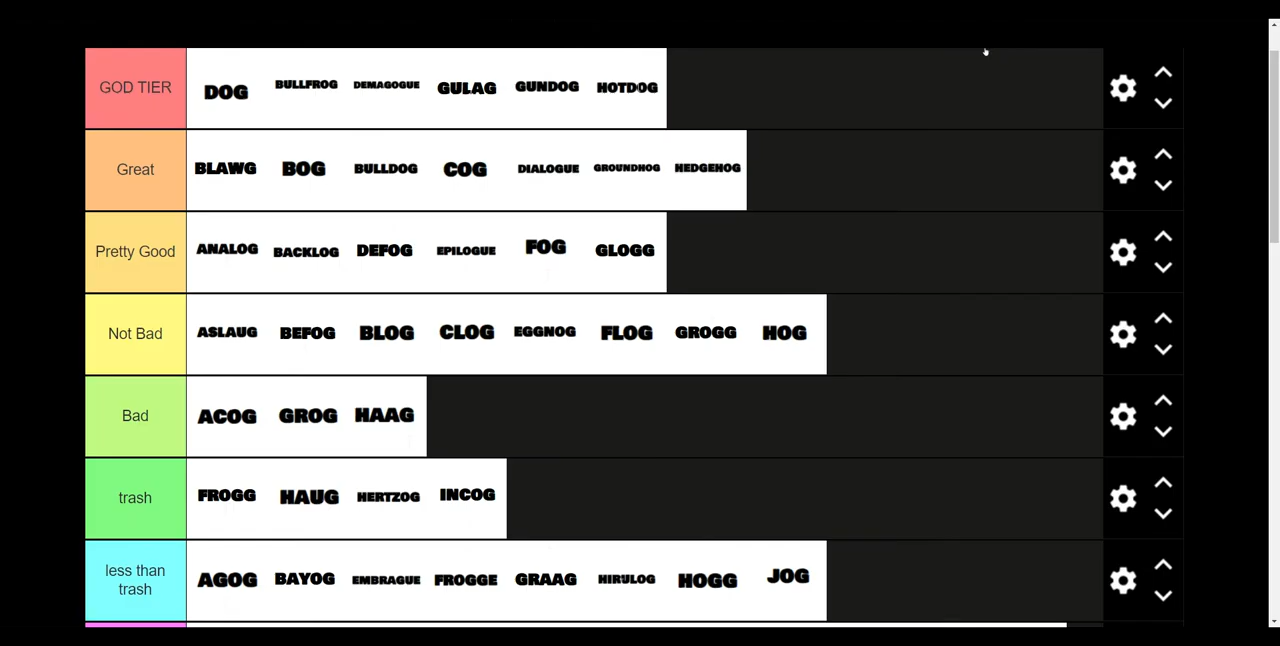 GOD TIER DOG BULLFROG DEMAGOGUE GULAG GUNDOG HOTDOG
Great BLAWG BOG BULLDOG COG DIALOGUE GROUNDHOG HEDGEHOG
Pretty Good ANALOG BACKLOG DEFOG EPILOGUE FOG GLOGG
Not Bad ASLAUG BEFOG BLOG CLOG EGGNOG FLOG GROGG HOG
Bad ACOG GROG HAAG
trash FROGG HAUG HERTZOG INCOG
less than
trash AGOG BAYOG EMBRAGUE FROGGE GRAAG HIRULOG HOGG JOG